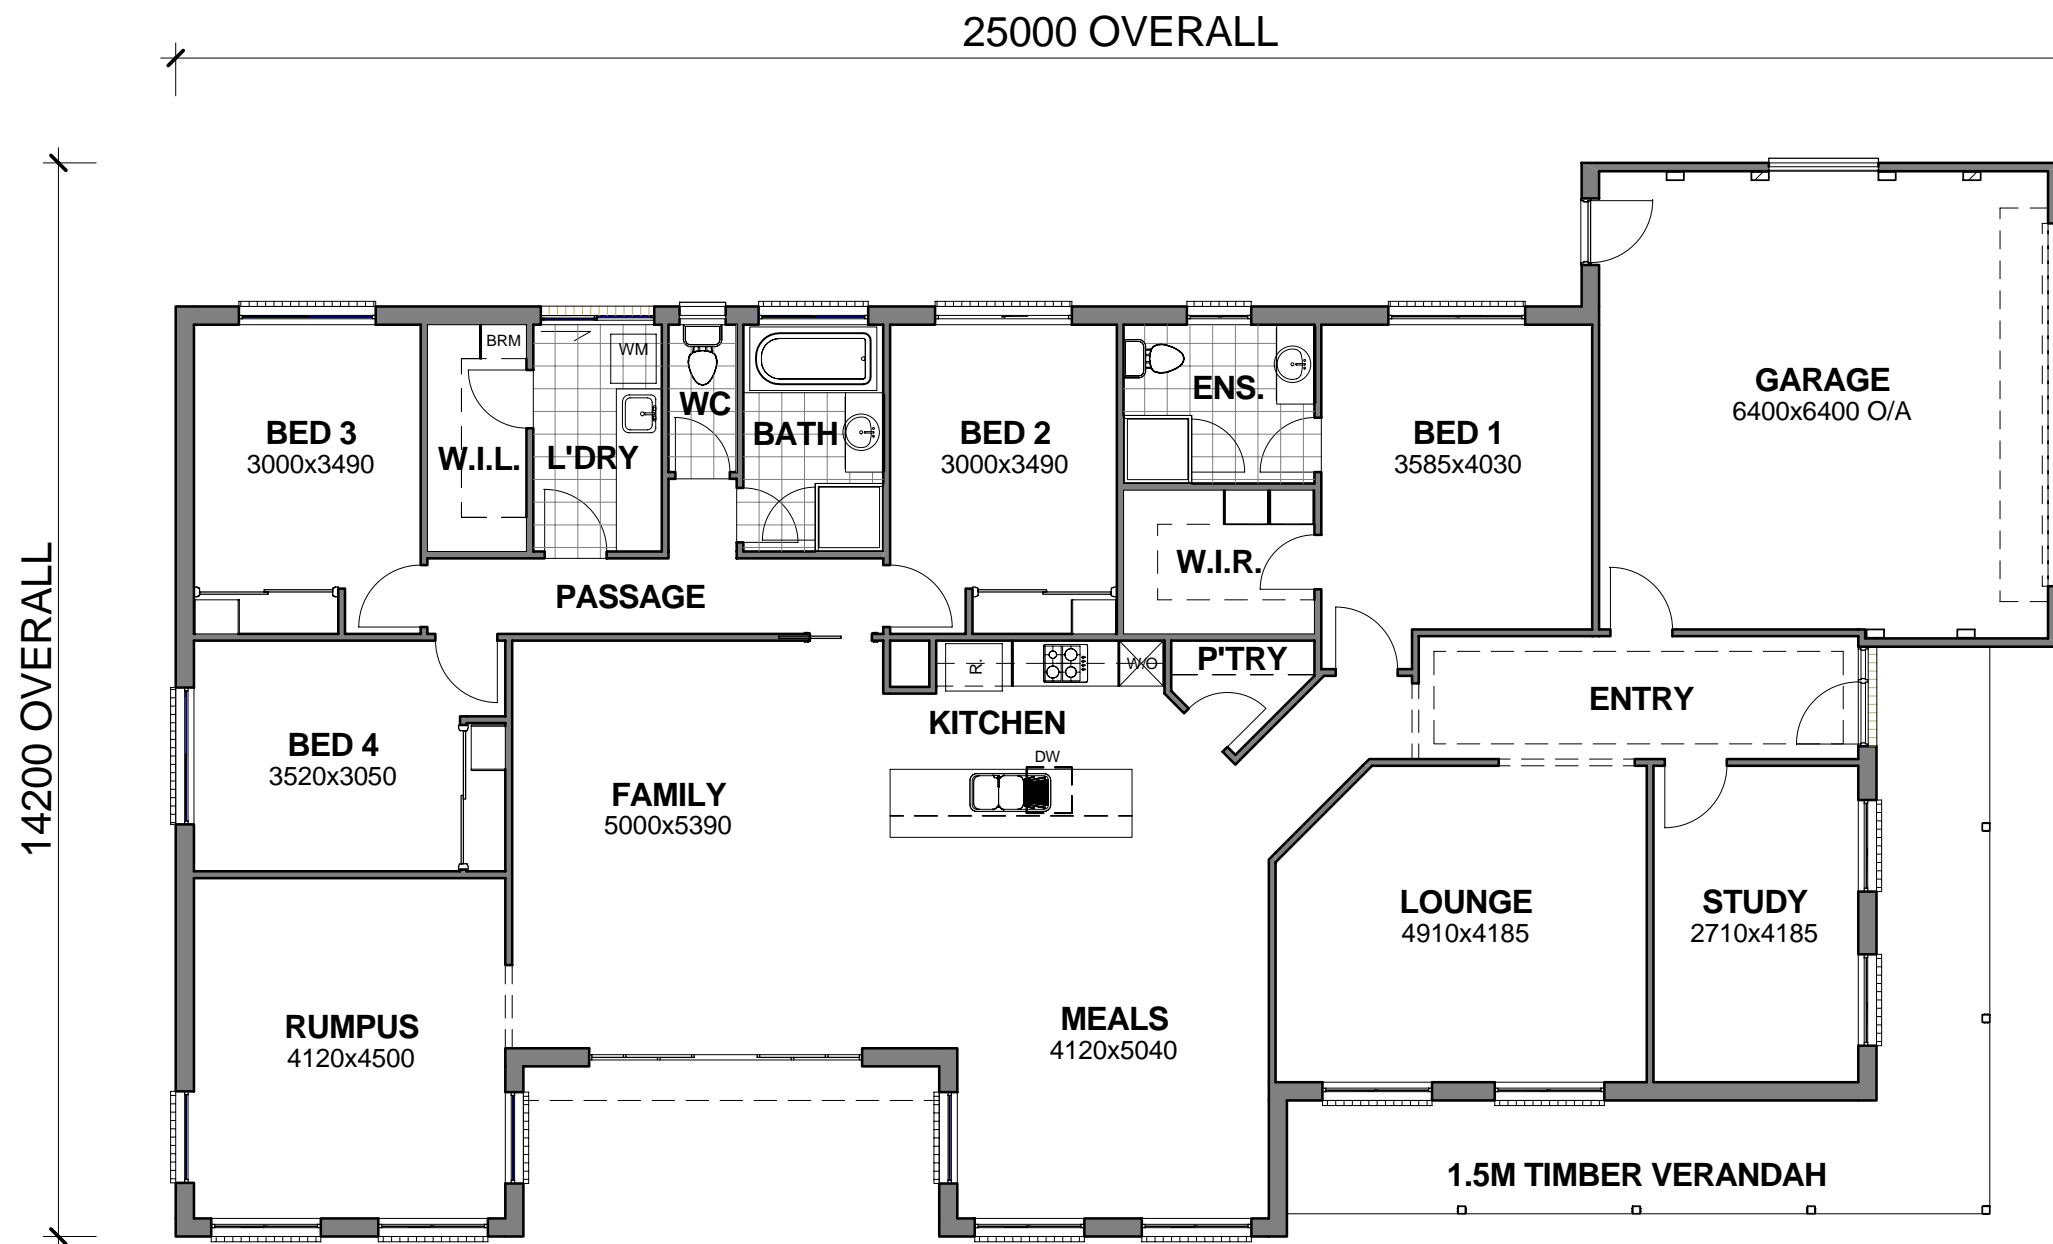 25000 OVERALL
14200 OVERALL
BED 3
3000x3490
BRM
W.I.L.
WM
L'DRY
WC
BATH
BED 2
3000x3490
ENS.
W.I.R.
BED 1
3585x4030
GARAGE
6400x6400 O/A
PASSAGE
BED 4
3520x3050
FAMILY
5000x5390
R.
W/O
P'TRY
KITCHEN
DW
ENTRY
LOUNGE
4910x4185
STUDY
2710x4185
RUMPUS
4120x4500
MEALS
4120x5040
1.5M TIMBER VERANDAH